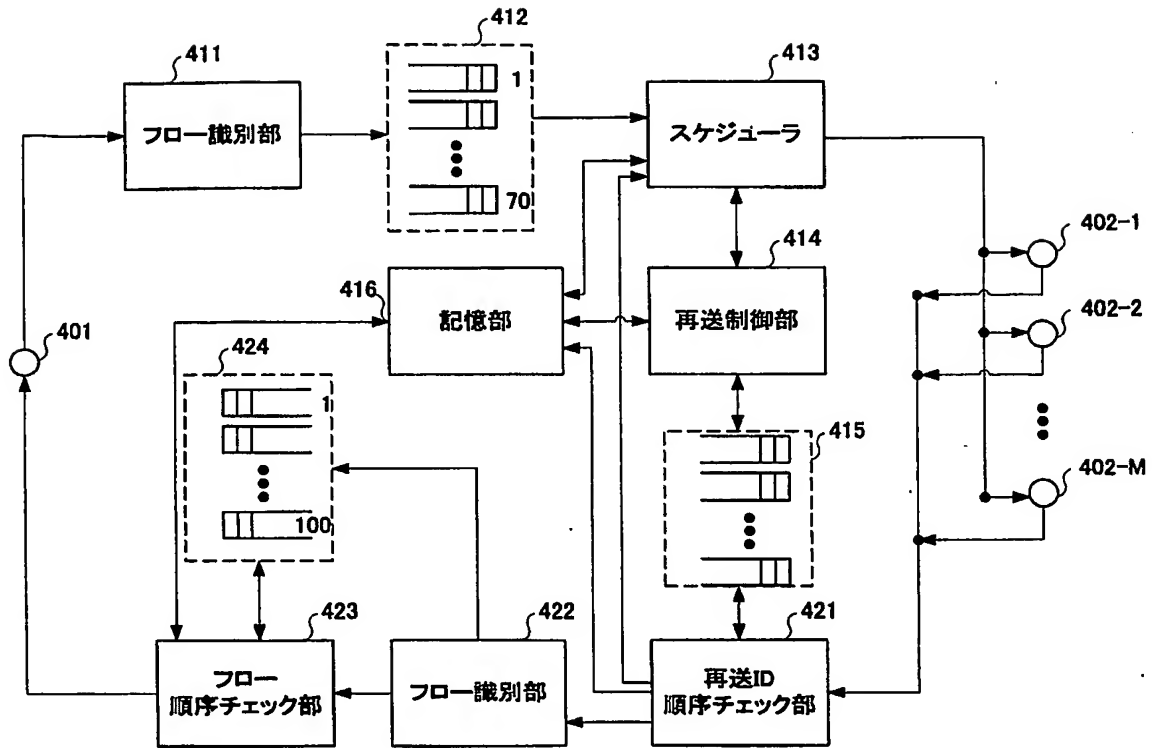 411
フロー識別部
412
1
70
413
スケジューラ
402-1
402-2
402-M
414
再送制御部
416
記憶部
401
424
1
100
415
423
フロー
順序チェック部
422
フロー識別部
421
再送ID
順序チェック部